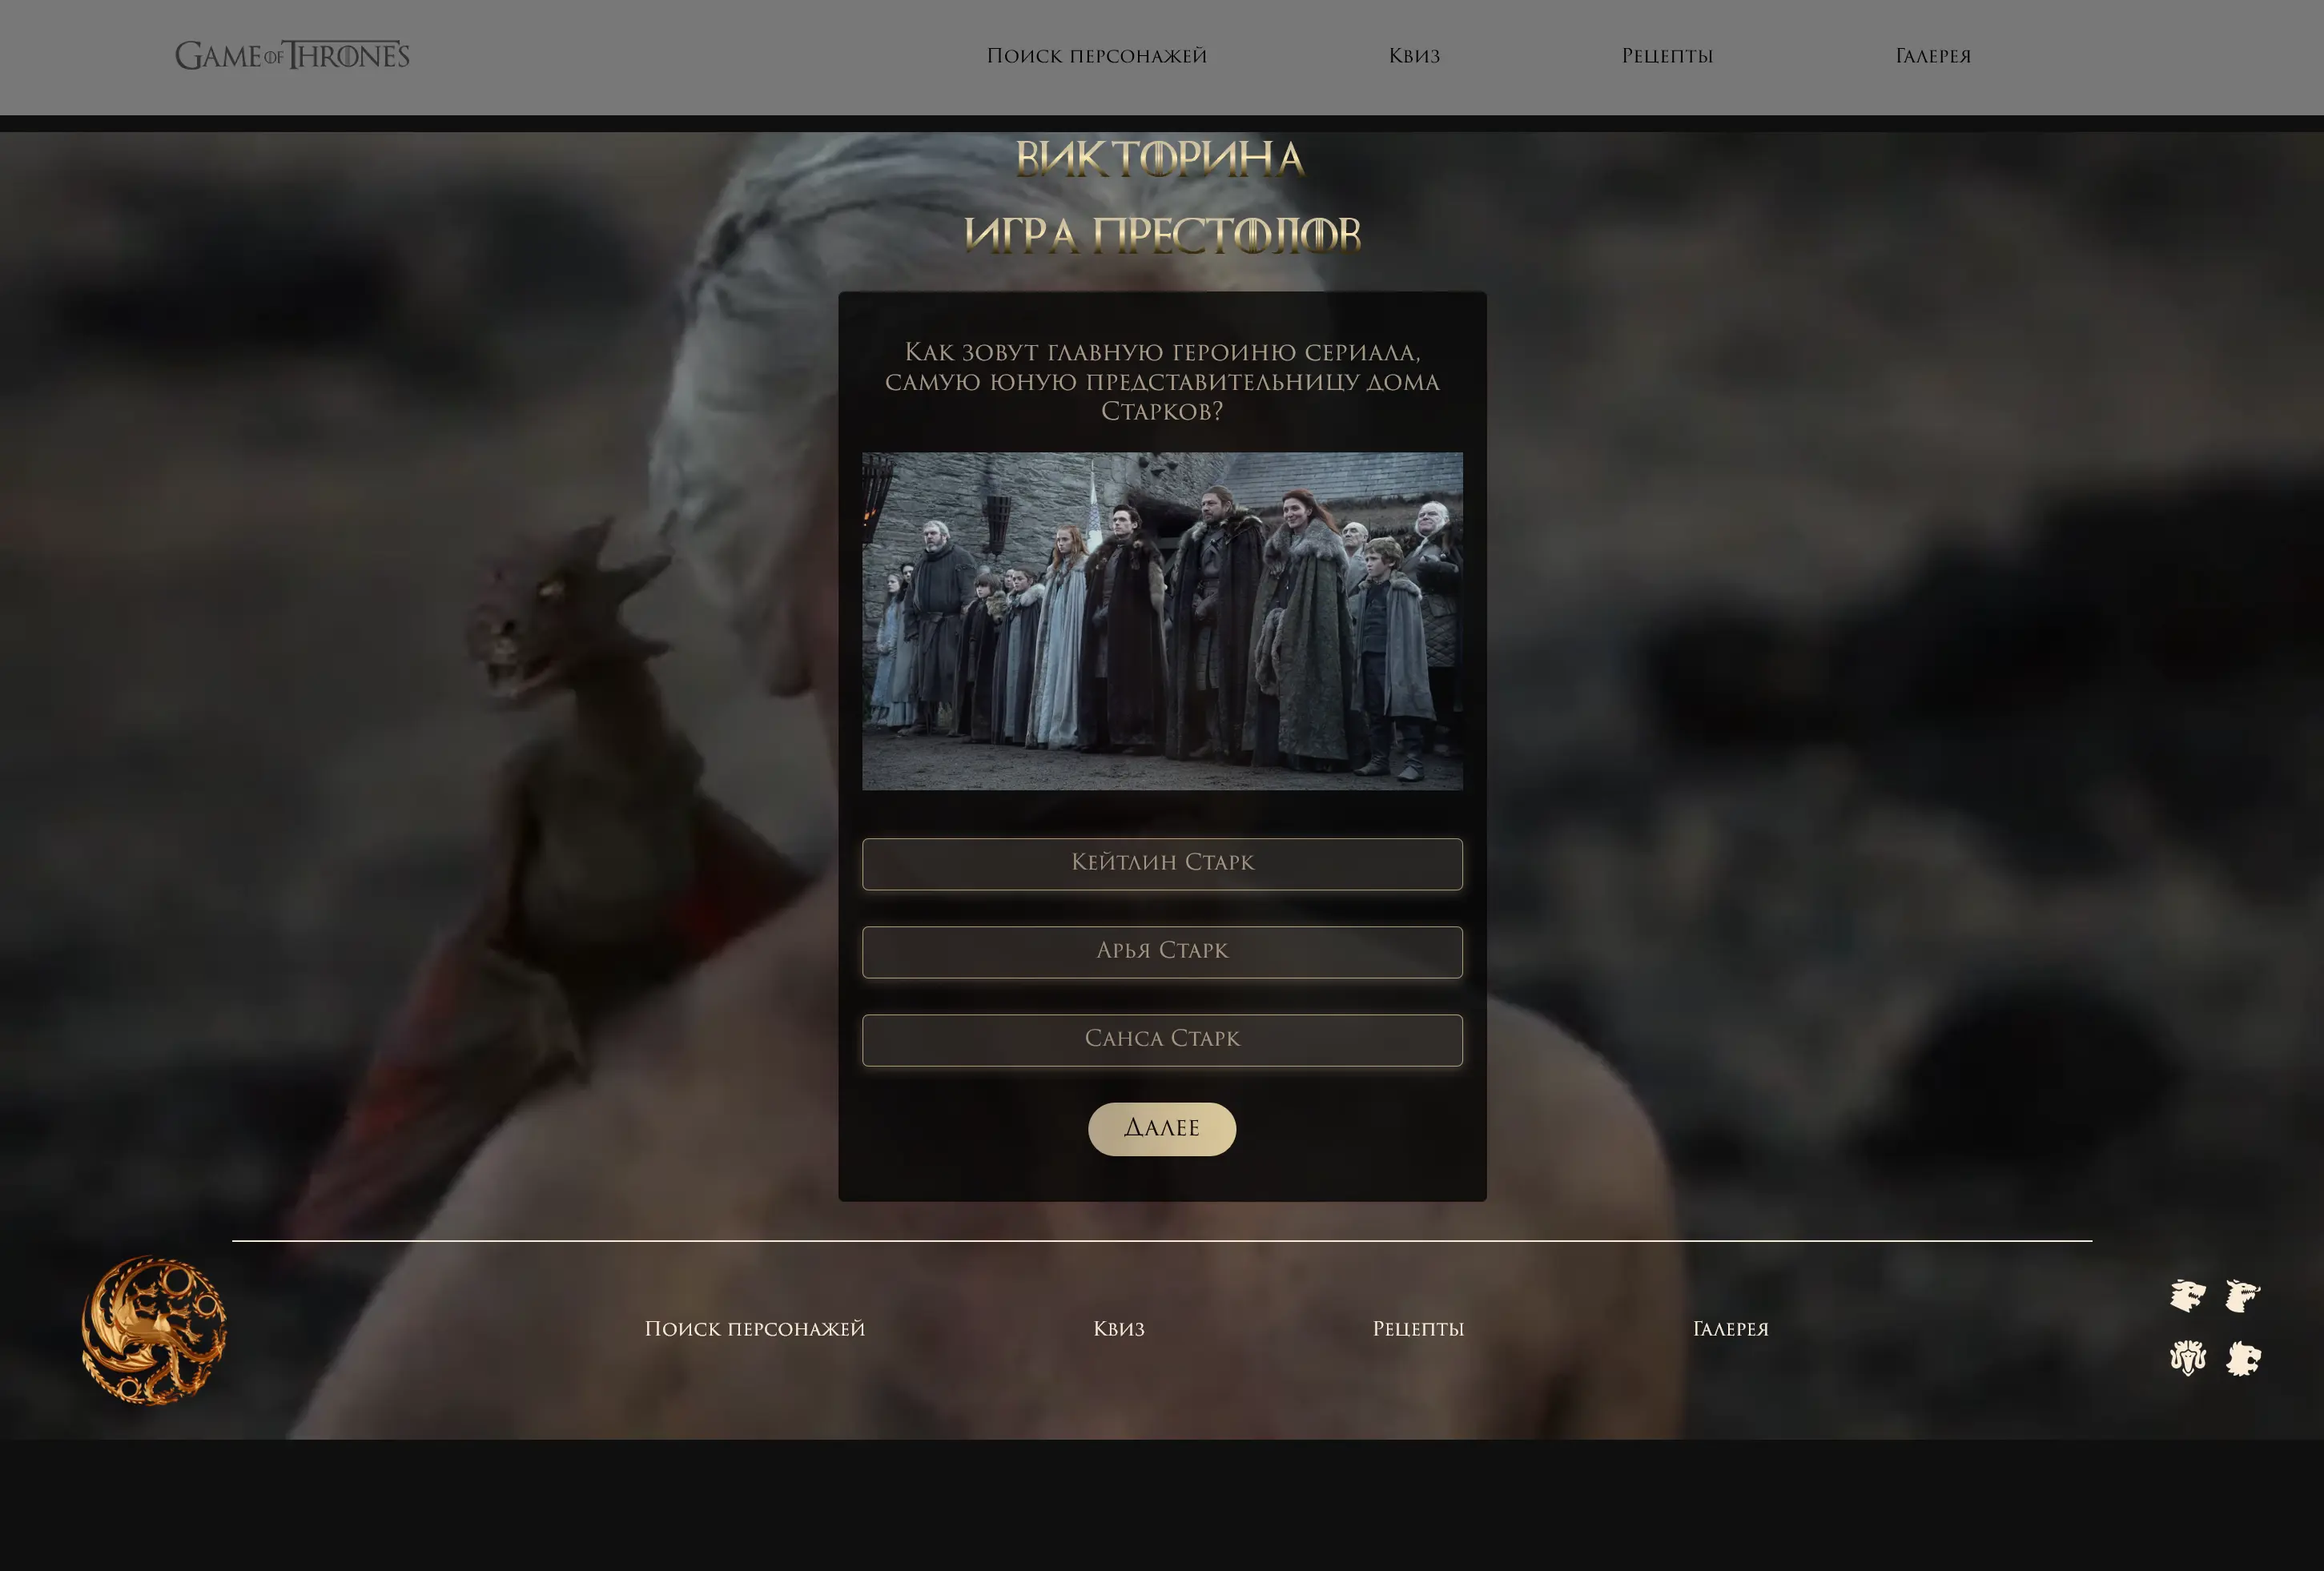 Game of Thrones
Поиск персонажей
Квиз
Рецепты
Галерея
ВИКТОРИНА
ИГРА ПРЕСТОЛОВ
Как зовут главную героиню сериала,
самую юную представительницу дома
Старков?
Кейтлин Старк
Арья Старк
Санса Старк
Далее
Поиск персонажей
Квиз
Рецепты
Галерея